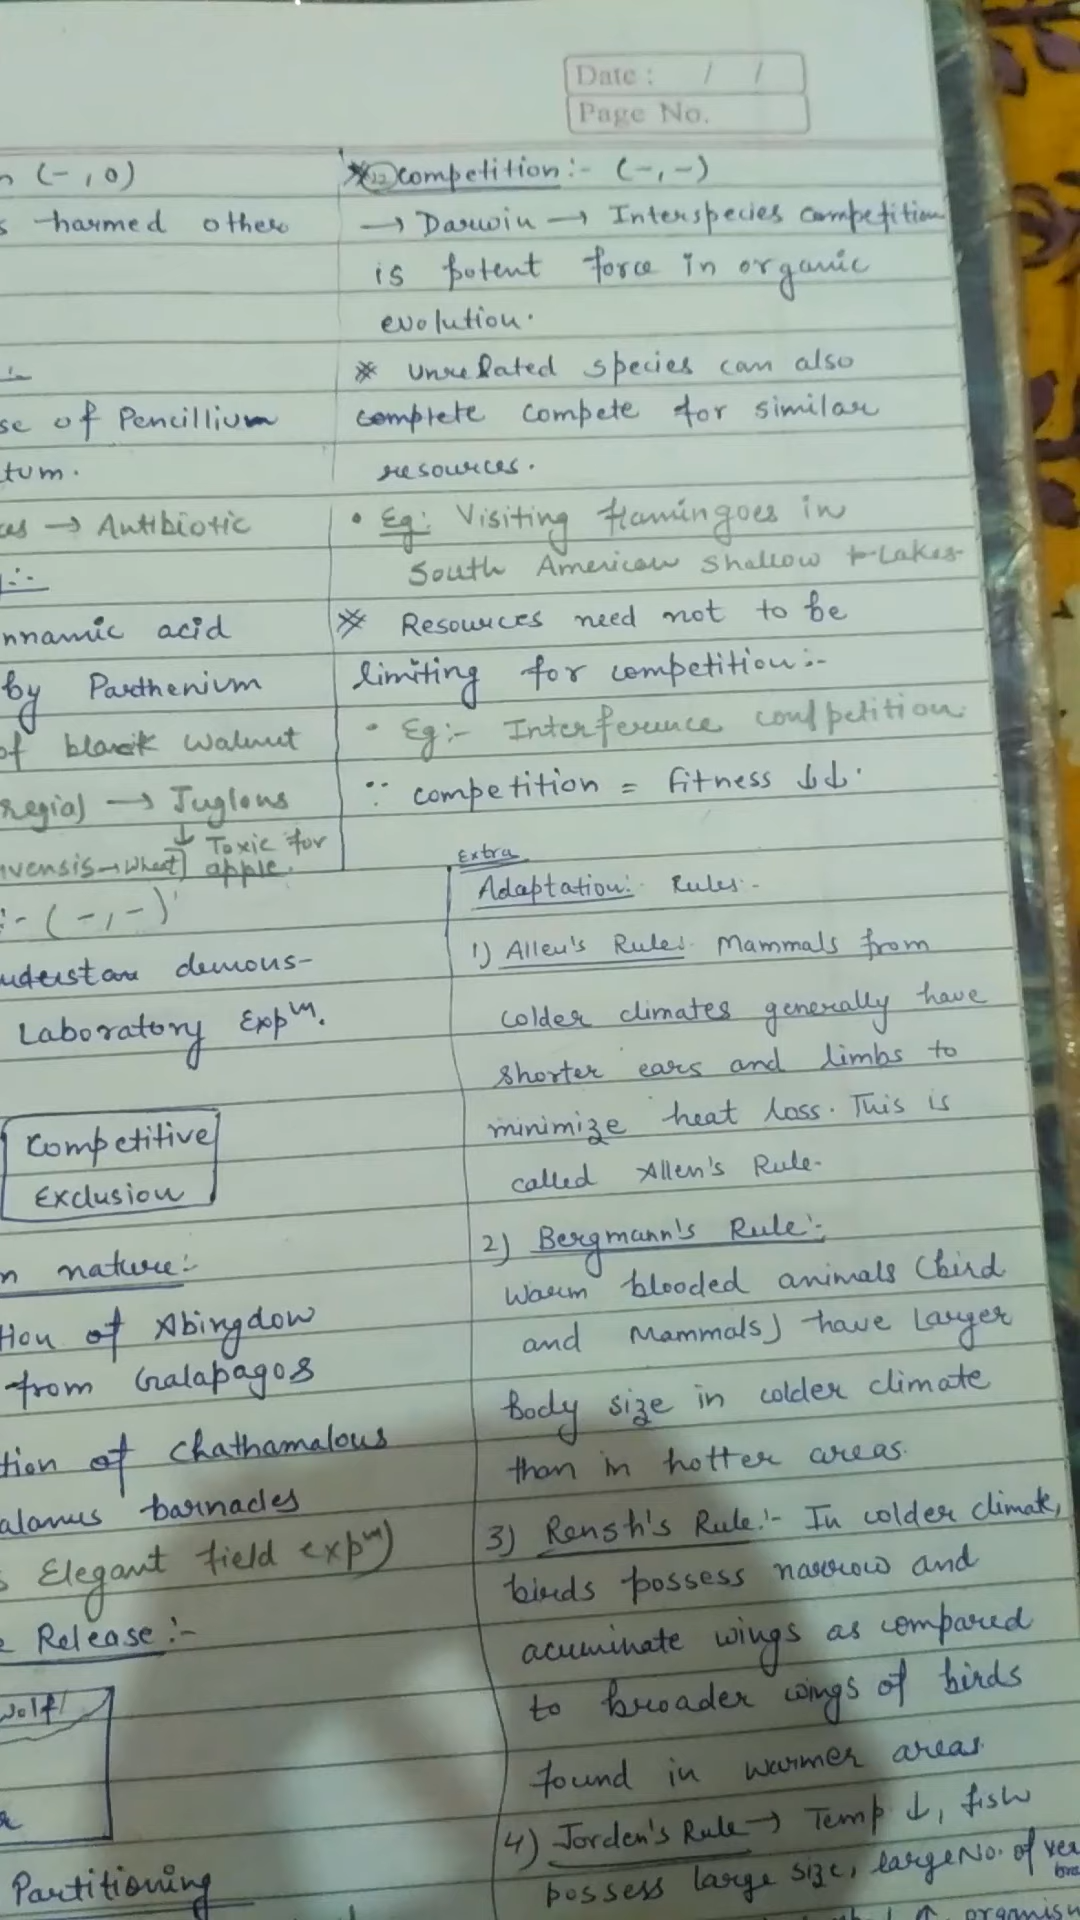 Date : / /
Page No.
(-, 0)
harmed others
se of Pencillium
tum.
→ Antibiotic
nnamic acid
by Parthenium
of black walnut
regia) → Juglons
↓ Toxic for
vensis → wheat] apple.
:- (-, -)
demons-
Laboratory Expᵐ.
Competitive
Exclusion
n nature:-
tion of Abingdow
from Galapagos
tion of Chathamalous
alanus barnacles
s Elegant field expᵐ)
e Release :-
wolf
Partitioning
* 12 competition :- (-, -)
→ Darwin → Interspecies competition
is potent force in organic
evolution.
* unrelated species can also
complete compete for similar
resources.
• Eg: Visiting flamingoes in
South American Shallow Lakes.
* Resources need not to be
limiting for competition :-
• Eg:- Interference competition.
∵ competition = fitness ↓↓.
Extra
Adaptation: Rules:-
1) Allen's Rule:. Mammals from
colder climates generally have
shorter ears and limbs to
minimize heat loss. This is
called Allen's Rule.
2) Bergmann's Rule:-
Warm blooded animals (bird
and Mammals) have Larger
body size in colder climate
than in hotter areas.
3) Rensh's Rule:- In colder climate,
birds possess narrow and
acuminate wings as compared
to broader wings of birds
found in warmer areas.
4) Jorden's Rule → Temp ↓, fish
possess large size, large No. of ver
organism